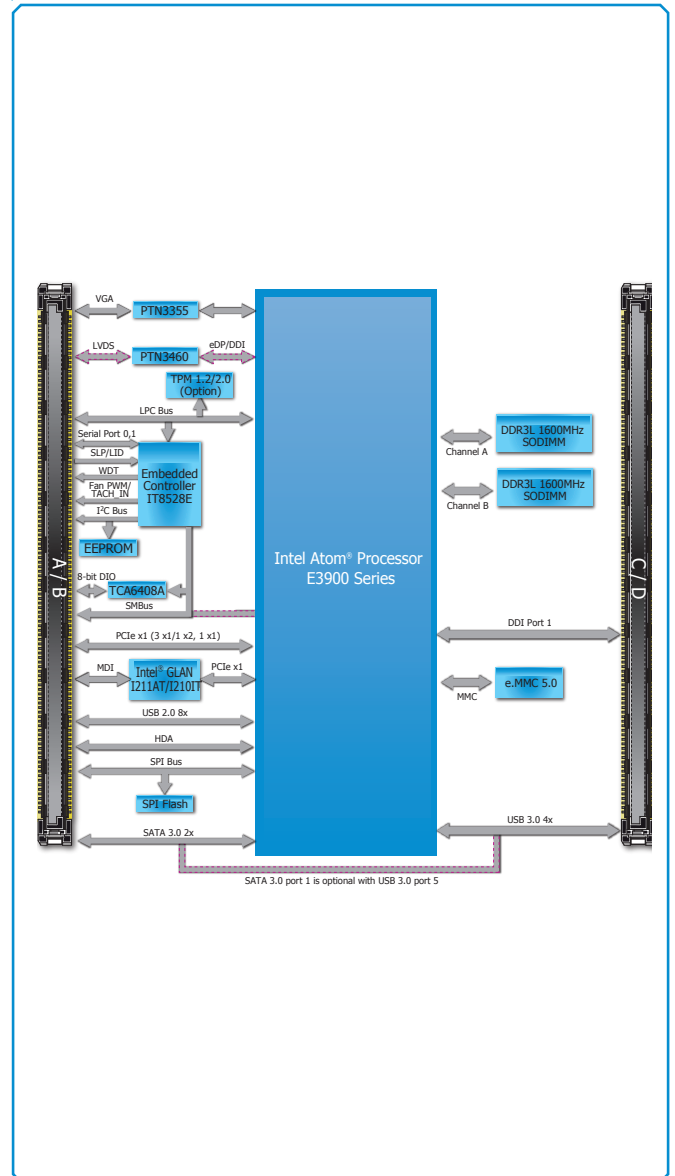 VGA
PTN3355
LVDS
PTN3460
eDP/DDI
TPM 1.2/2.0
(Option)
LPC Bus
Serial Port 0,1
SLP/LID
WDT
Fan PWM/
TACH_IN
I²C Bus
Embedded
Controller
IT8528E
EEPROM
8-bit DIO
TCA6408A
SMBus
PCIe x1 (3 x1/1 x2, 1 x1)
MDI
Intel® GLAN
I211AT/I210IT
PCIe x1
USB 2.0 8x
HDA
SPI Bus
SPI Flash
SATA 3.0 2x
A / B
Intel Atom® Processor
E3900 Series
DDR3L 1600MHz
SODIMM
Channel A
DDR3L 1600MHz
SODIMM
Channel B
DDI Port 1
e.MMC 5.0
MMC
USB 3.0 4x
C / D
SATA 3.0 port 1 is optional with USB 3.0 port 5